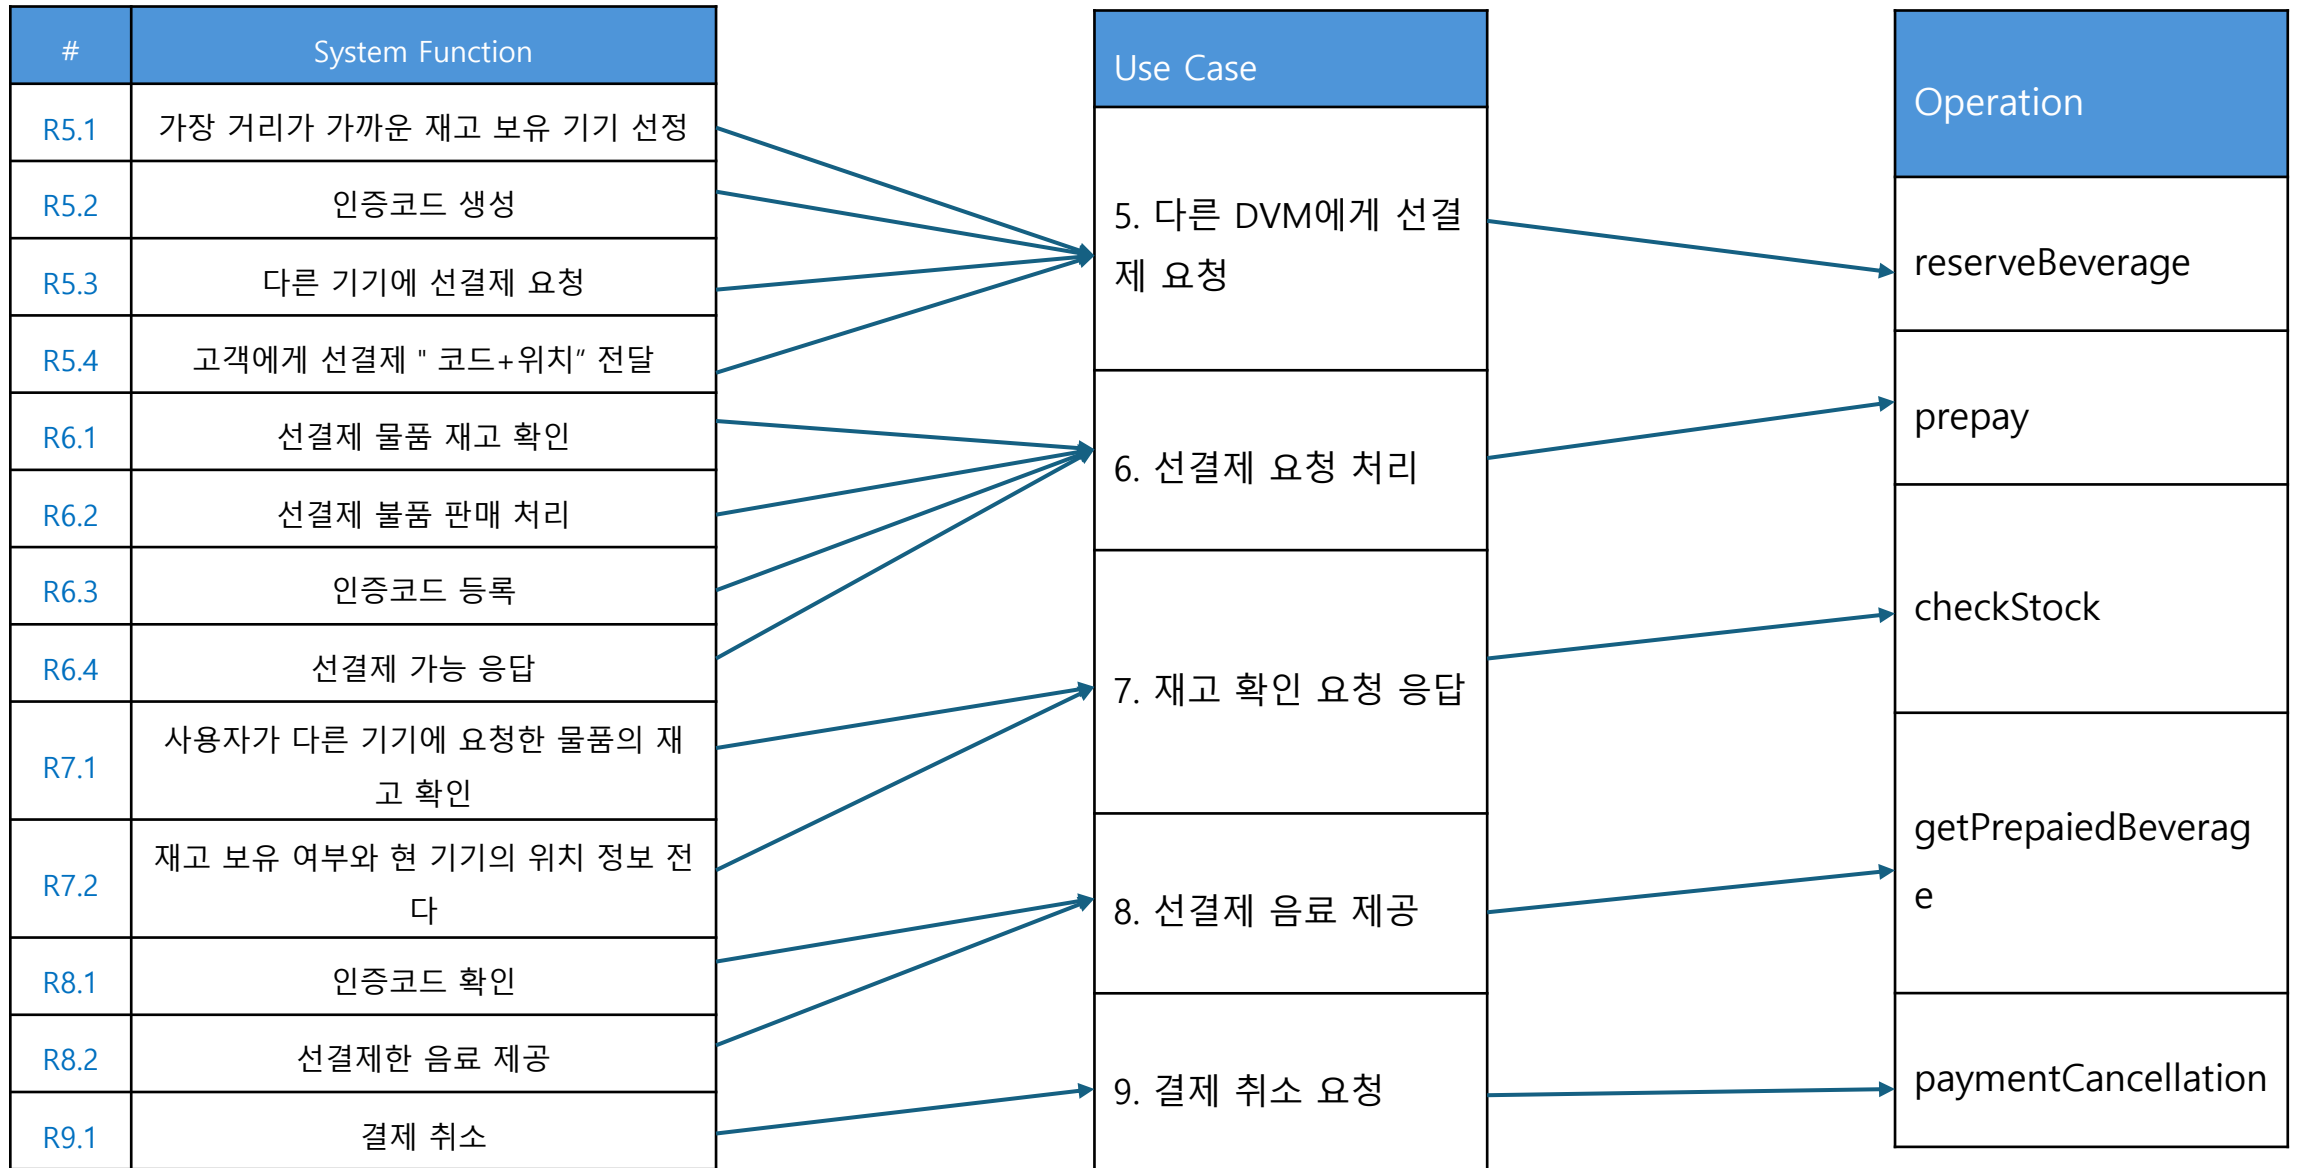 # System Function
R5.1 가장 거리가 가까운 재고 보유 기기 선정
R5.2 인증코드 생성
R5.3 다른 기기에 선결제 요청
R5.4 고객에게 선결제 " 코드+위치” 전달
R6.1 선결제 물품 재고 확인
R6.2 선결제 불품 판매 처리
R6.3 인증코드 등록
R6.4 선결제 가능 응답
R7.1 사용자가 다른 기기에 요청한 물품의 재
고 확인
R7.2 재고 보유 여부와 현 기기의 위치 정보 전
다
R8.1 인증코드 확인
R8.2 선결제한 음료 제공
R9.1 결제 취소
Use Case
5. 다른 DVM에게 선결
제 요청
6. 선결제 요청 처리
7. 재고 확인 요청 응답
8. 선결제 음료 제공
9. 결제 취소 요청
Operation
reserveBeverage
prepay
checkStock
getPrepaiedBeverag
e
paymentCancellation